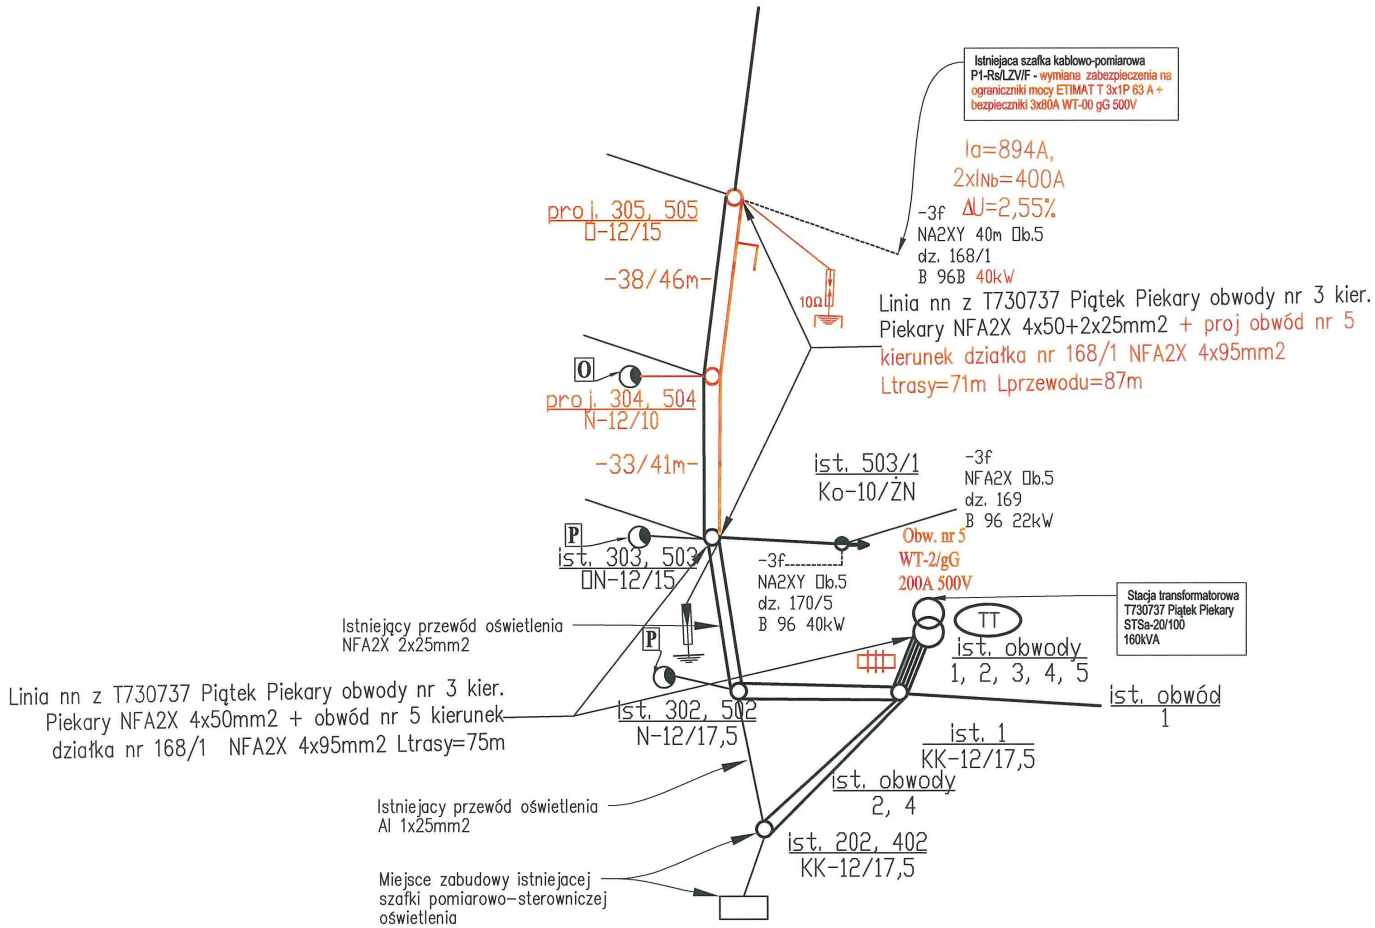 Istniejaca szafka kablowo-pomiarowa
P1-Rs/LZV/F - wymiana zabezpieczenia na
ograniczniki mocy ETIMAT T 3x1P 63 A +
bezpieczniki 3x80A WT-00 gG 500V
Ia=894A,
2xINb=400A
ΔU=2,55%
-3f
NA2XY 40m Ob.5
dz. 168/1
B 96B 40kW
proj. 305, 505
O-12/15
-38/46m-
10Ω
Linia nn z T730737 Piątek Piekary obwody nr 3 kier.
Piekary NFA2X 4x50+2x25mm2 + proj obwód nr 5
kierunek działka nr 168/1 NFA2X 4x95mm2
Ltrasy=71m Lprzewodu=87m
O
proj. 304, 504
N-12/10
-33/41m-
ist. 503/1
Ko-10/ŻN
-3f
NFA2X Ob.5
dz. 169
B 96 22kW
P
ist. 303, 503
ON-12/15
-3f
NA2XY Ob.5
dz. 170/5
B 96 40kW
Obw. nr 5
WT-2/gG
200A 500V
Stacja transformatorowa
T730737 Piątek Piekary
STSa-20/100
160kVA
TT
Istniejący przewód oświetlenia
NFA2X 2x25mm2
P
ist. obwody
1, 2, 3, 4, 5
Linia nn z T730737 Piątek Piekary obwody nr 3 kier.
Piekary NFA2X 4x50mm2 + obwód nr 5 kierunek
działka nr 168/1 NFA2X 4x95mm2 Ltrasy=75m
ist. 302, 502
N-12/17,5
ist. obwód
1
ist. 1
KK-12/17,5
ist. obwody
2, 4
Istniejacy przewód oświetlenia
Al 1x25mm2
ist. 202, 402
KK-12/17,5
Miejsce zabudowy istniejacej
szafki pomiarowo-sterowniczej
oświetlenia